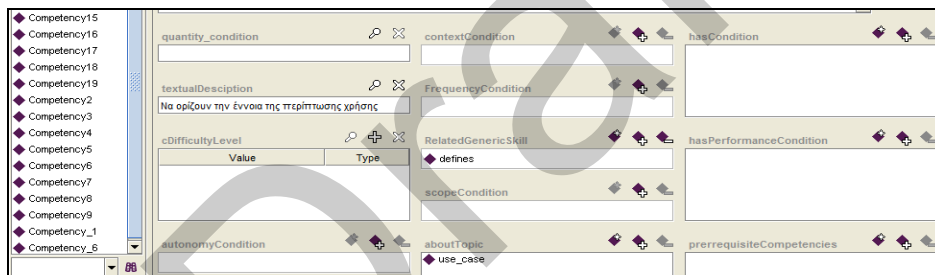 Competency15
Competency16
Competency17
Competency18
Competency19
Competency2
Competency3
Competency4
Competency5
Competency6
Competency7
Competency8
Competency9
Competency_1
Competency_6
quantity_condition
contextCondition
hasCondition
textualDesciption
FrequencyCondition
Να ορίζουν την έννοια της περίπτωσης χρήσης
cDifficultyLevel
RelatedGenericSkill
hasPerformanceCondition
Value Type
defines
scopeCondition
autonomyCondition
aboutTopic
prerrequisiteCompetencies
use_case
Draft